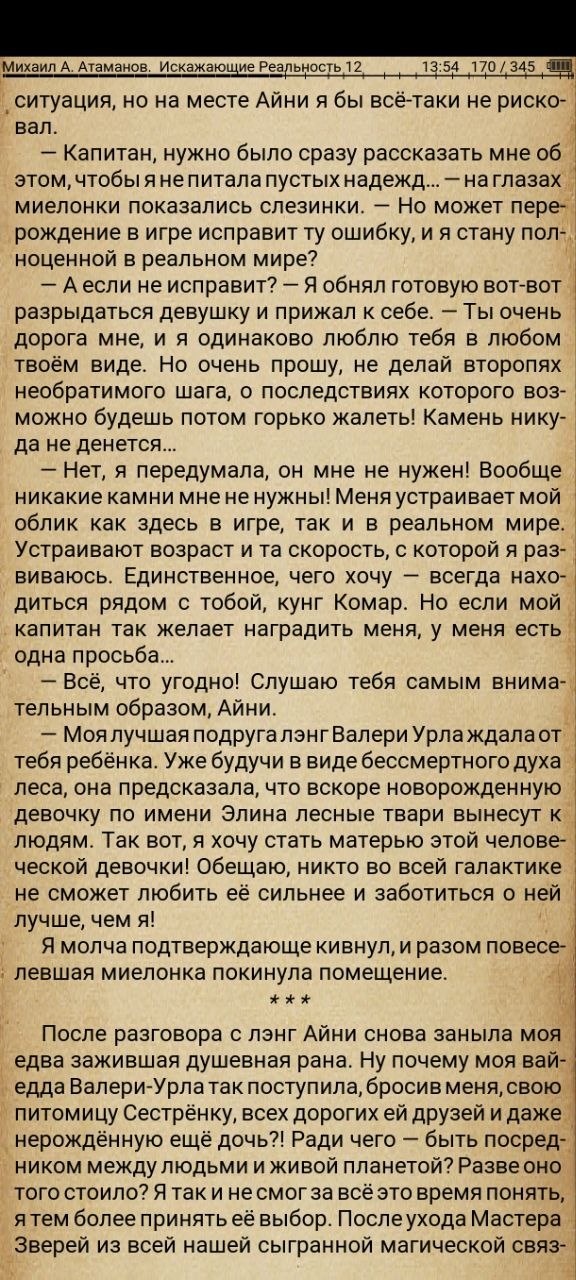 Михаил А. Атаманов. Искажающие Реальность 12 13:54 170 / 345
ситуация, но на месте Айни я бы всё-таки не риско-
вал.
— Капитан, нужно было сразу рассказать мне об
этом, чтобы я не питала пустых надежд... — на глазах
миелонки показались слезинки. — Но может пере-
рождение в игре исправит ту ошибку, и я стану пол-
ноценной в реальном мире?
— А если не исправит? — Я обнял готовую вот-вот
разрыдаться девушку и прижал к себе. — Ты очень
дорога мне, и я одинаково люблю тебя в любом
твоём виде. Но очень прошу, не делай второпях
необратимого шага, о последствиях которого воз-
можно будешь потом горько жалеть! Камень нику-
да не денется...
— Нет, я передумала, он мне не нужен! Вообще
никакие камни мне не нужны! Меня устраивает мой
облик как здесь в игре, так и в реальном мире.
Устраивают возраст и та скорость, с которой я раз-
виваюсь. Единственное, чего хочу — всегда нахо-
диться рядом с тобой, кунг Комар. Но если мой
капитан так желает наградить меня, у меня есть
одна просьба...
— Всё, что угодно! Слушаю тебя самым внима-
тельным образом, Айни.
— Моя лучшая подруга лэнг Валери Урла ждала от
тебя ребёнка. Уже будучи в виде бессмертного духа
леса, она предсказала, что вскоре новорожденную
девочку по имени Элина лесные твари вынесут к
людям. Так вот, я хочу стать матерью этой челове-
ческой девочки! Обещаю, никто во всей галактике
не сможет любить её сильнее и заботиться о ней
лучше, чем я!
Я молча подтверждающе кивнул, и разом повесе-
левшая миелонка покинула помещение.
* * *
После разговора с лэнг Айни снова заныла моя
едва зажившая душевная рана. Ну почему моя вай-
едда Валери-Урла так поступила, бросив меня, свою
питомицу Сестрёнку, всех дорогих ей друзей и даже
нерождённую ещё дочь?! Ради чего — быть посред-
ником между людьми и живой планетой? Разве оно
того стоило? Я так и не смог за всё это время понять,
я тем более принять её выбор. После ухода Мастера
Зверей из всей нашей сыгранной магической связ-